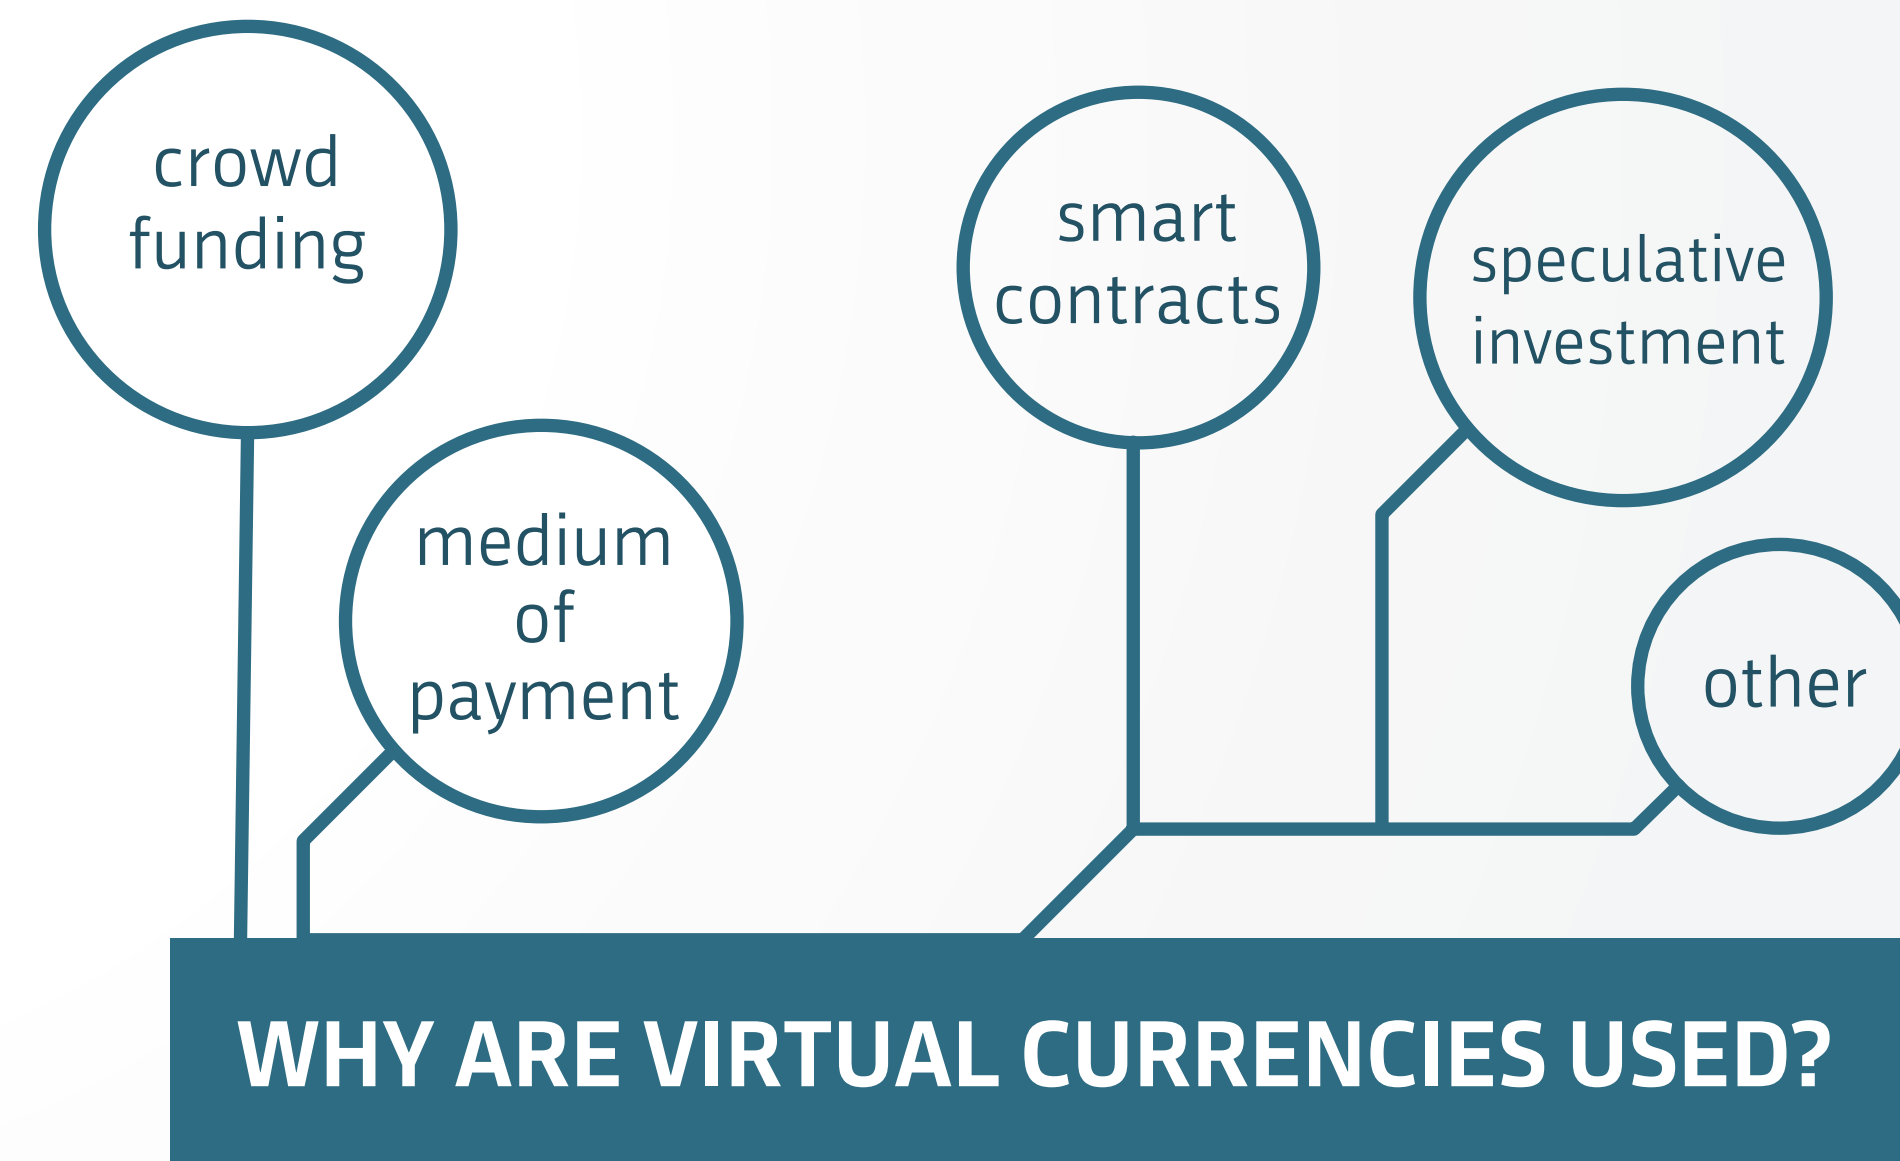 crowd
funding
medium
of
payment
smart
contracts
speculative
investment
other
WHY ARE VIRTUAL CURRENCIES USED?